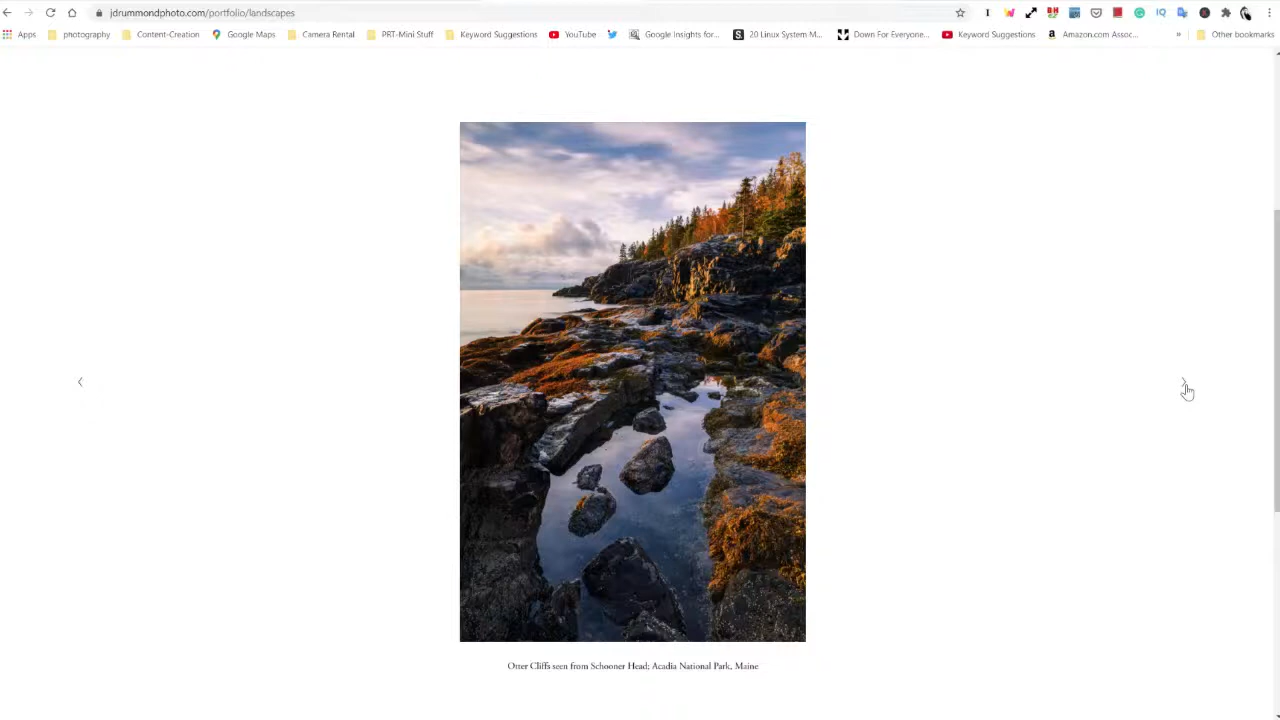 jdrummondphoto.com/portfolio/landscapes
Apps photography Content-Creation Google Maps Camera Rental PRT-Mini Stuff Keyword Suggestions YouTube Google Insights for... 20 Linux System M... Down For Everyone... Keyword Suggestions Amazon.com Assoc... » Other bookmarks
Otter Cliffs seen from Schooner Head; Acadia National Park, Maine